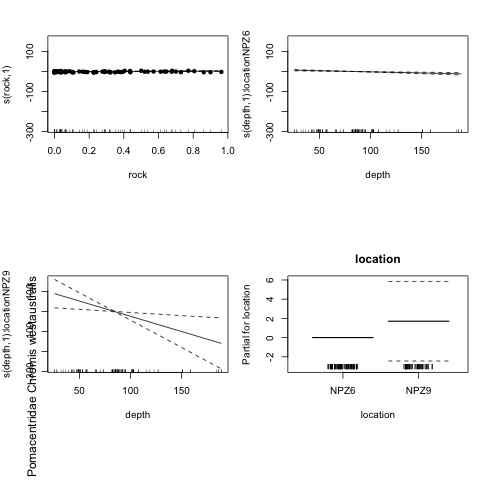 100
-100
-300
s(rock,1)
0.0 0.2 0.4 0.6 0.8 1.0
rock
100
-100
-300
s(depth,1):locationNPZ6
50 100 150
depth
s(depth,1):locationNPZ9
50 100 150
depth
Pomacentridae Chromis westaustralis
location
6
4
2
0
-2
Partial for location
NPZ6 NPZ9
location